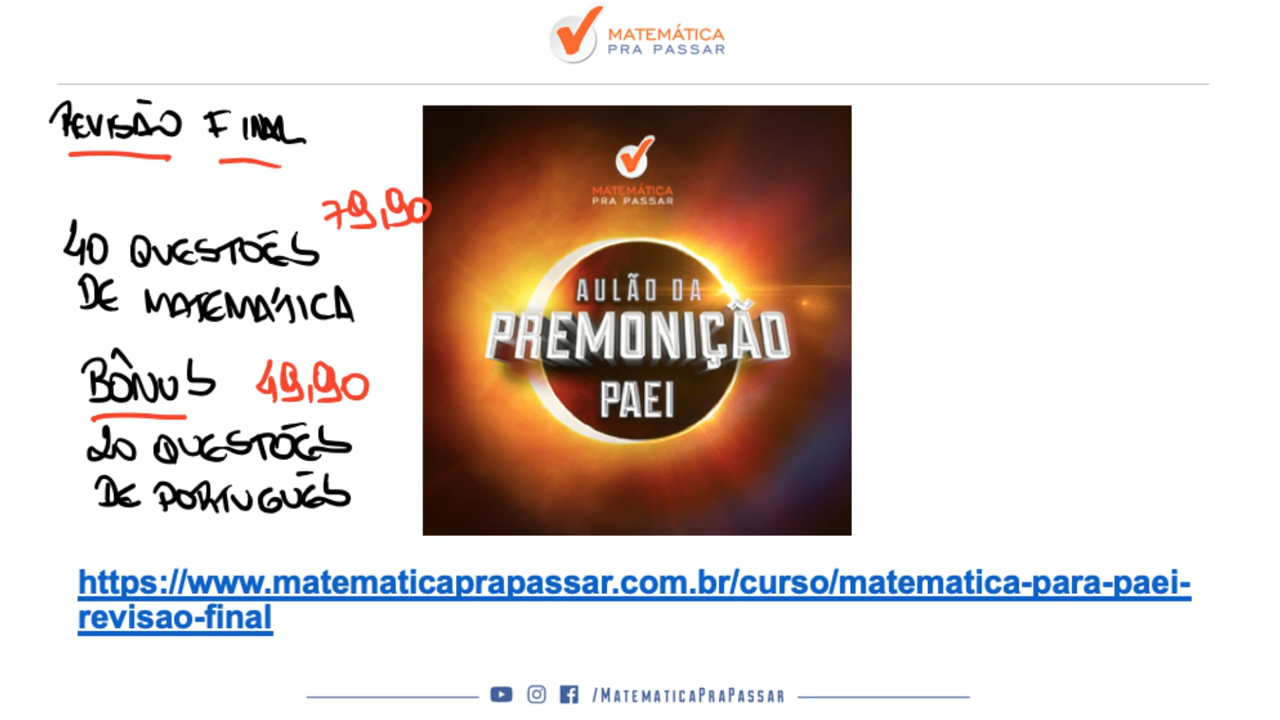 MATEMÁTICA
PRA PASSAR
REVISÃO FINAL
79,90
40 QUESTÕES
DE MATEMÁTICA
BÔNUS 49,90
20 QUESTÕES
DE PORTUGUÊS
MATEMÁTICA
PRA PASSAR
AULÃO DA
PREMONIÇÃO
PAEI
https://www.matematicaprapassar.com.br/curso/matematica-para-paei-
revisao-final
/MATEMATICAPRAPASSAR